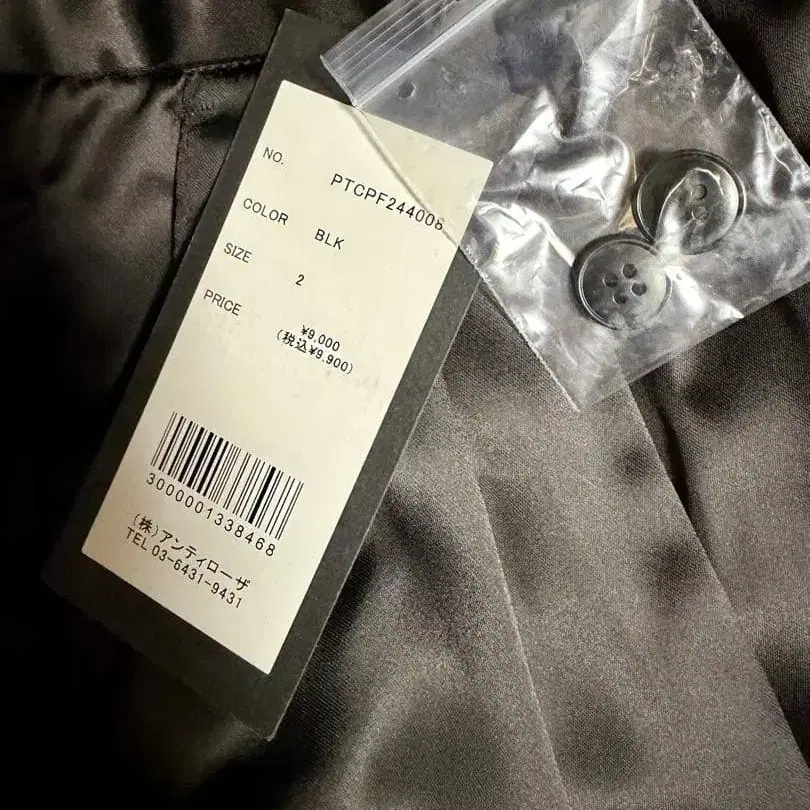 NO. PTCPF244008
COLOR BLK
SIZE 2
PRICE ¥9.000
(税込¥9.900)
3000001338468
(株)アンティローザ
TEL 03-6431-9431